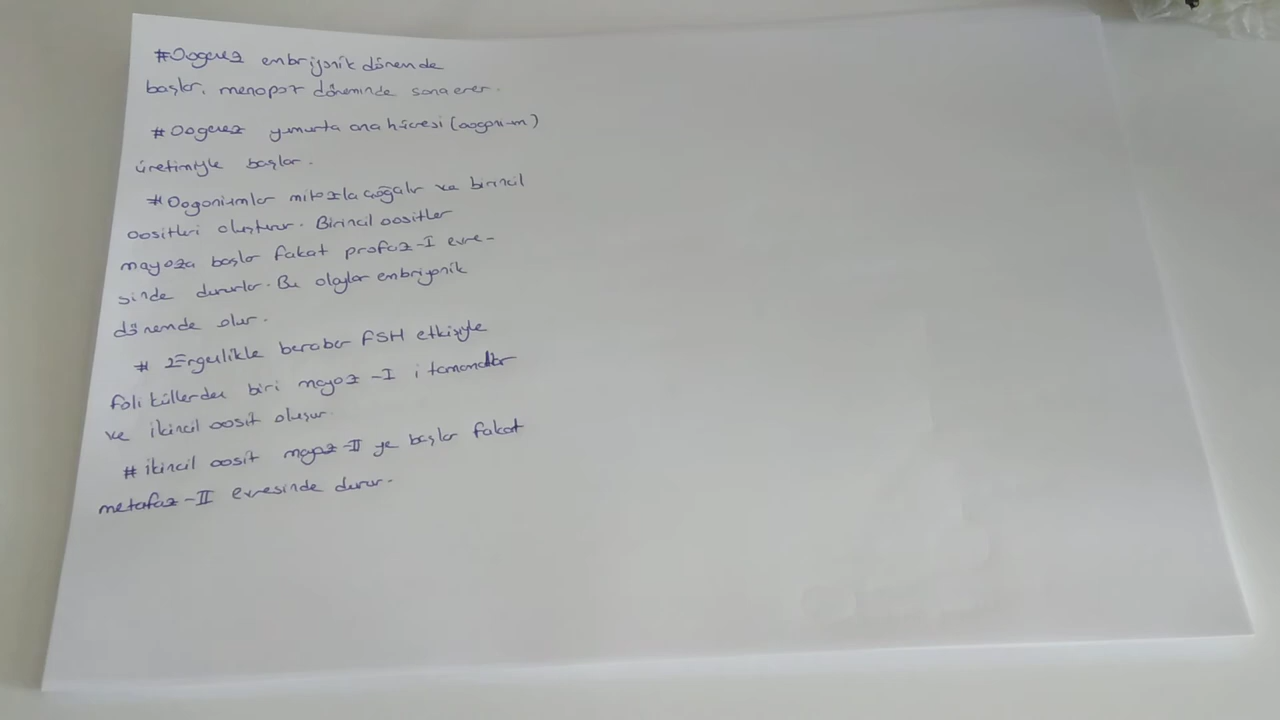 #Oogenez embriyonik dönemde
başlar, menopoz döneminde sona erer.
#Oogenez yumurta ana hücresi (oogonium)
üretimiyle başlar.
#Oogoniumlar mitozla çoğalır ve birincil
oositleri oluşturur. Birincil oositler
mayoza başlar fakat profaz-I evre-
sinde dururlar. Bu olaylar embriyonik
dönemde olur.
# Ergenlikle beraber FSH etkisiyle
foliküllerden biri mayoz-I i tamamlar
ve ikincil oosit oluşur.
# ikincil oosit mayoz-II ye başlar fakat
metafaz-II evresinde durur.